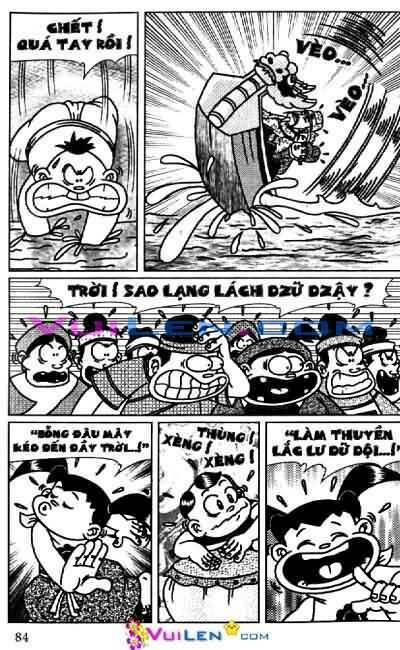 CHẾT!
QUÁ TAY RỒI!
VÈO...
VÈO...
TRỜI! SAO LẠNG LÁCH DZỮ DZẬY?
VUILEN.COM
"BỖNG ĐÂU MÂY
KÉO ĐẾN ĐẦY TRỜI...!"
THÙNG!
XÈNG!
XÈNG!
"LÀM THUYỀN
LẮC LƯ DỮ DỘI...!"
84
VUILEN.COM